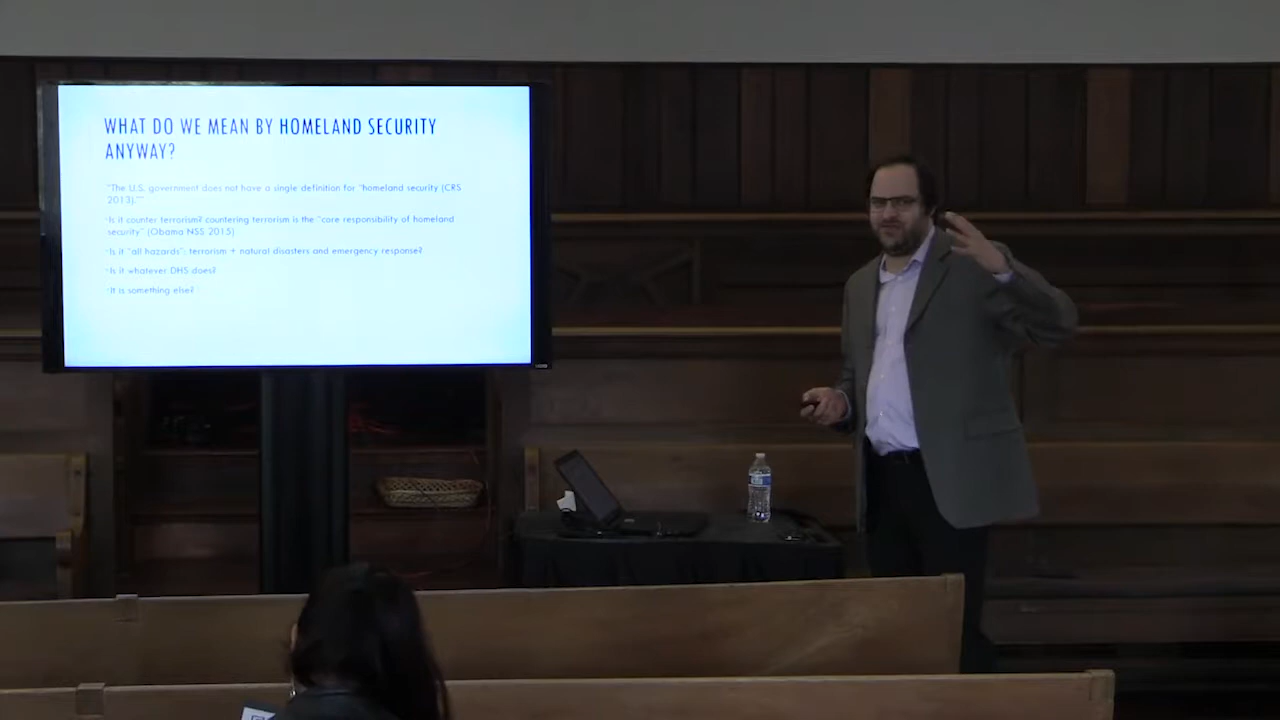 WHAT DO WE MEAN BY HOMELAND SECURITY
ANYWAY?
"The U.S. government does not have a single definition for "homeland security (CRS
2013).""
·Is it counter terrorism? countering terrorism is the "core responsibility of homeland
security" (Obama NSS 2015)
·Is it "all hazards": terrorism + natural disasters and emergency response?
·Is it whatever DHS does?
·It is something else?